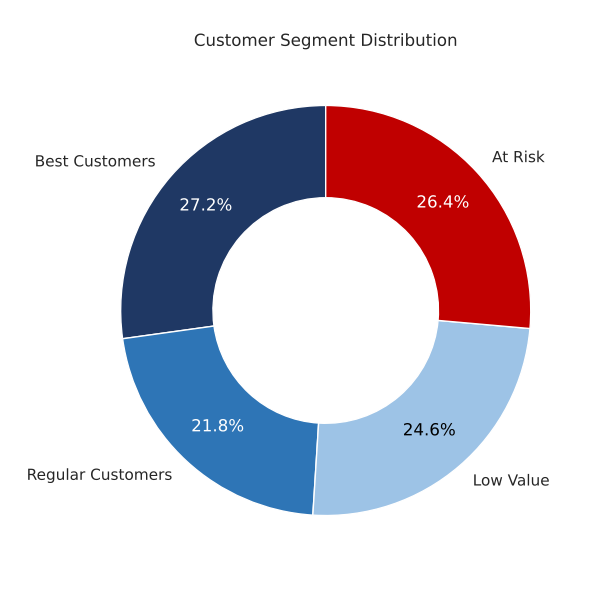 Customer Segment Distribution
Best Customers
At Risk
27.2%
26.4%
21.8%
24.6%
Regular Customers
Low Value